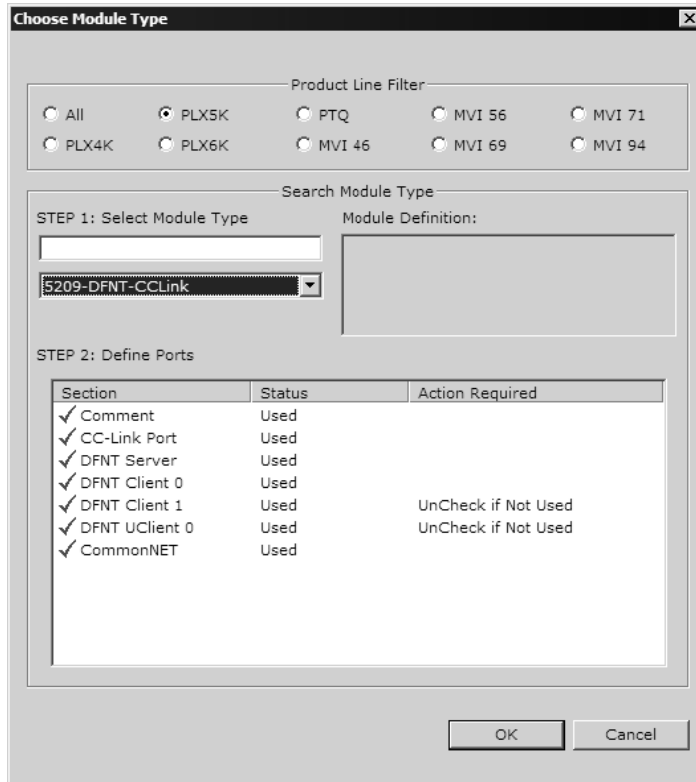 Choose Module Type
Product Line Filter
All PLX5K PTQ MVI 56 MVI 71
PLX4K PLX6K MVI 46 MVI 69 MVI 94
Search Module Type
STEP 1: Select Module Type Module Definition:
5209-DFNT-CCLink
STEP 2: Define Ports
Section Status Action Required
Comment Used
CC-Link Port Used
DFNT Server Used
DFNT Client 0 Used
DFNT Client 1 Used UnCheck if Not Used
DFNT UClient 0 Used UnCheck if Not Used
CommonNET Used
OK Cancel